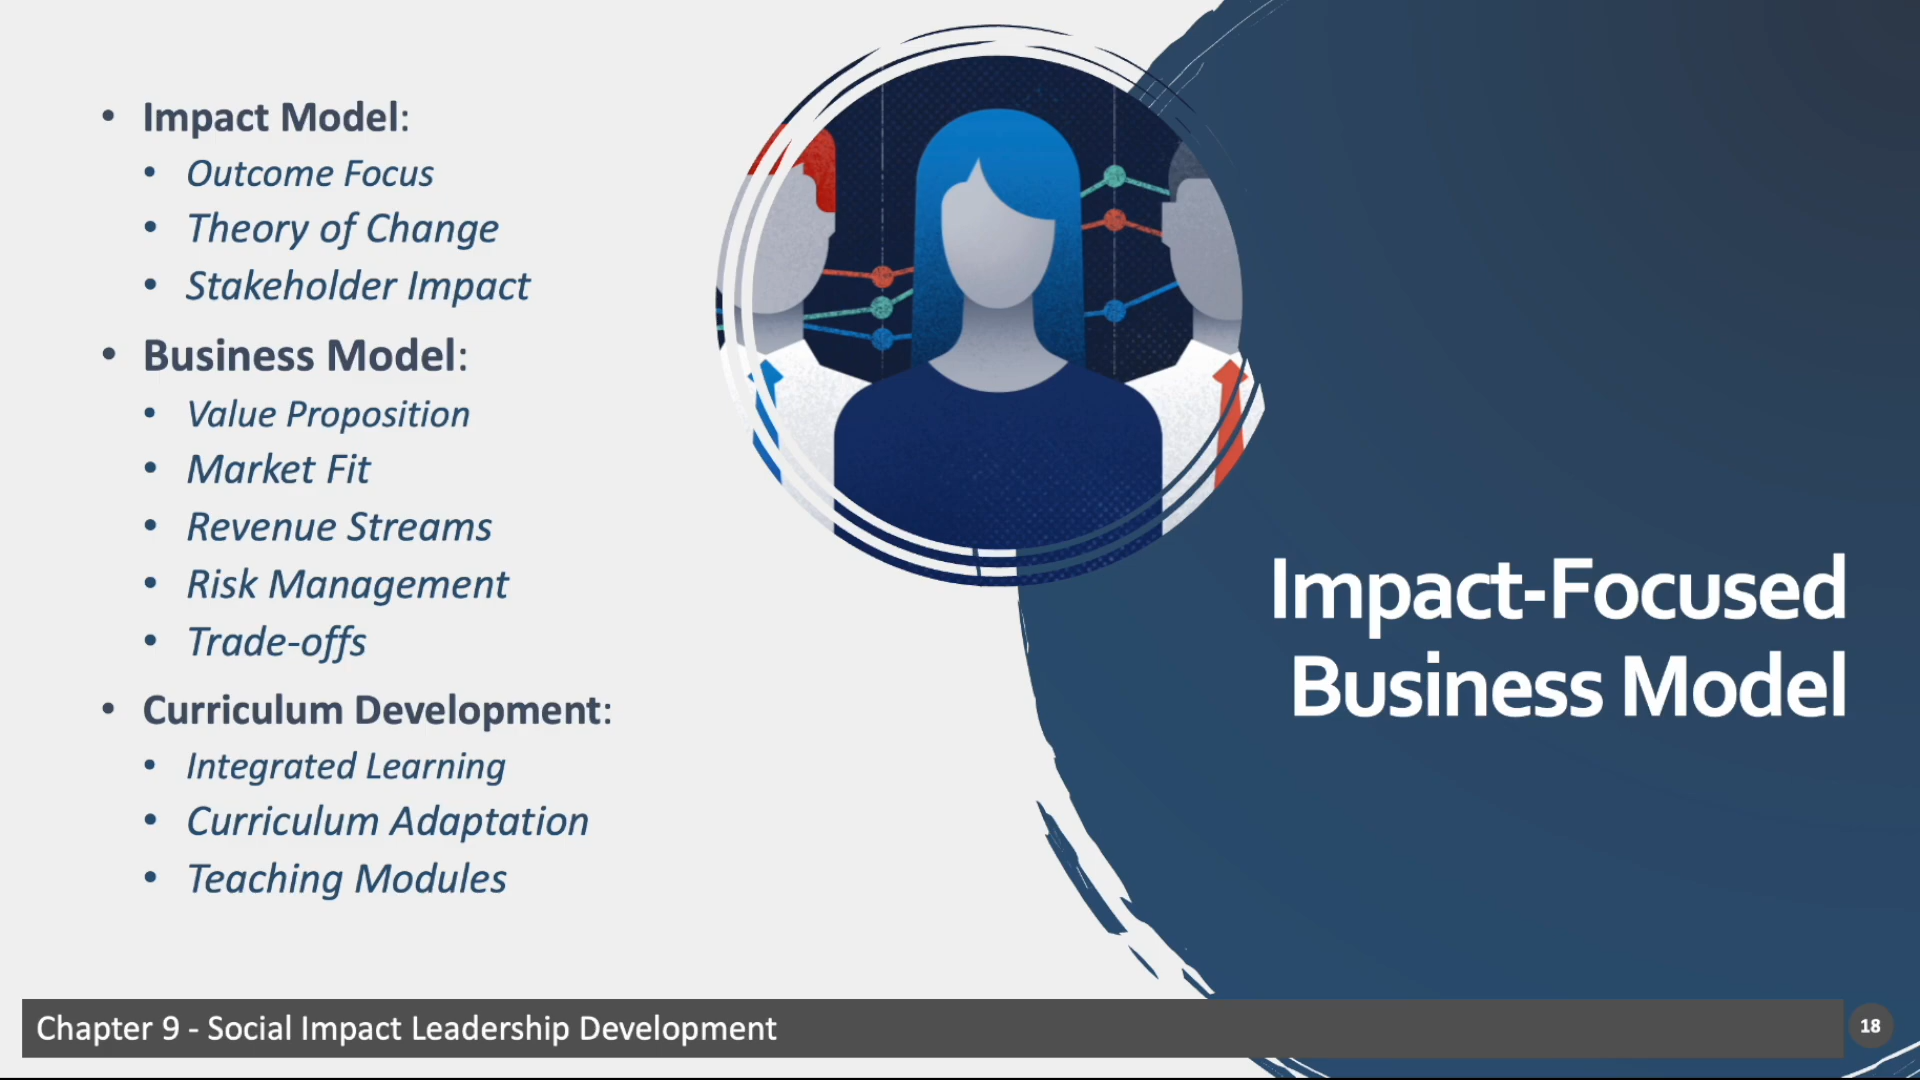 • Impact Model:
• Outcome Focus
• Theory of Change
• Stakeholder Impact
• Business Model:
• Value Proposition
• Market Fit
• Revenue Streams
• Risk Management
• Trade-offs
• Curriculum Development:
• Integrated Learning
• Curriculum Adaptation
• Teaching Modules
Impact-Focused
Business Model
Chapter 9 - Social Impact Leadership Development
18